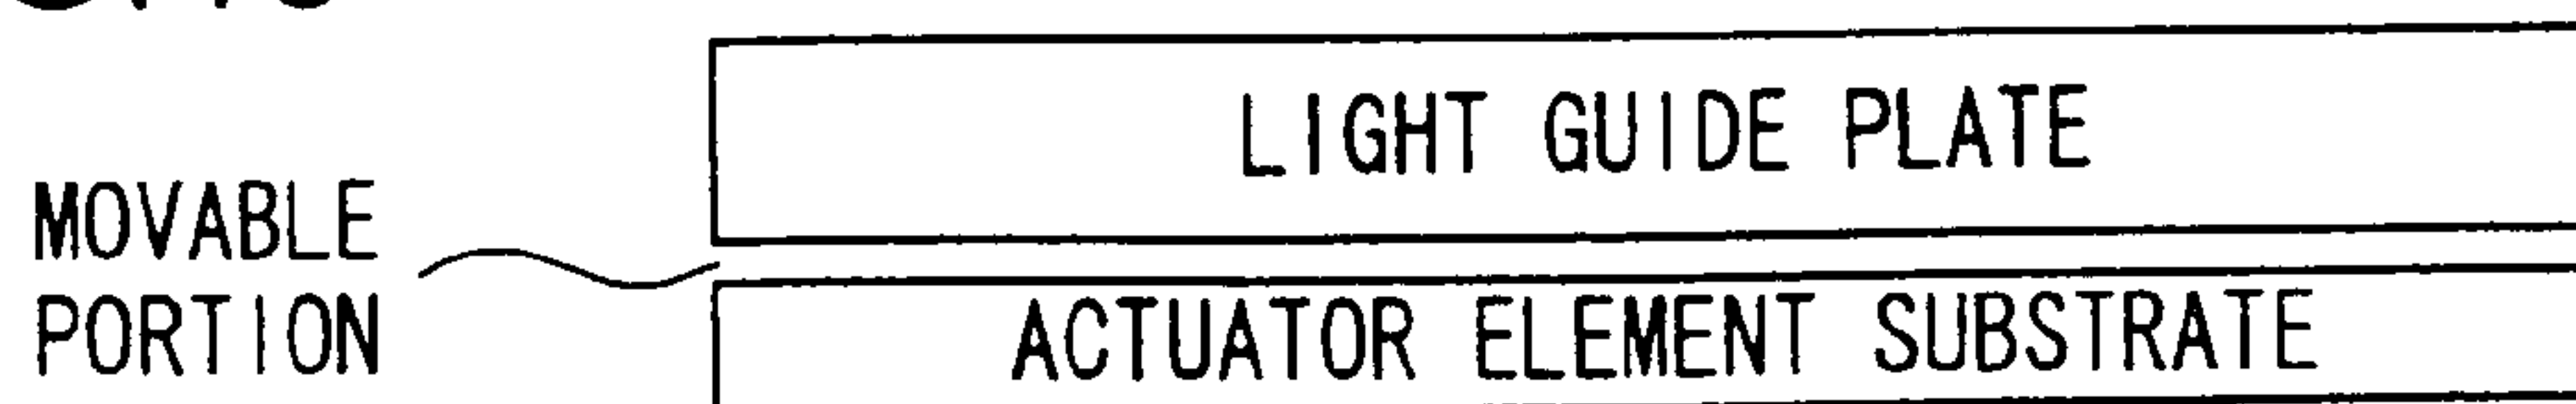 LIGHT GUIDE PLATE
MOVABLE
PORTION
ACTUATOR ELEMENT SUBSTRATE